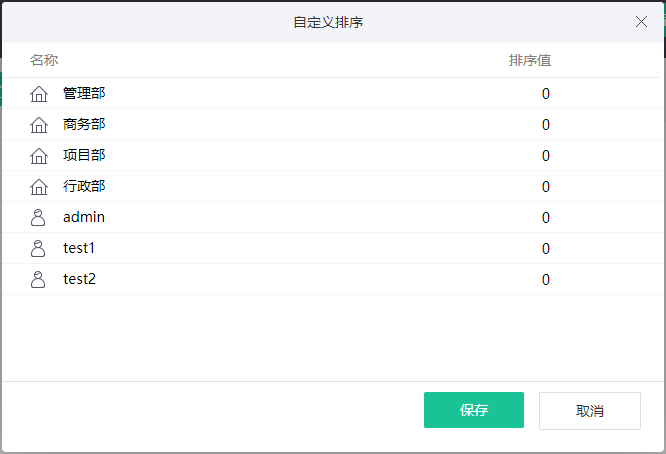 自定义排序
名称 排序值
管理部 0
商务部 0
项目部 0
行政部 0
admin 0
test1 0
test2 0
保存 取消